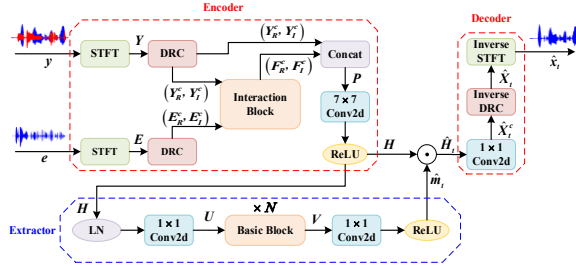 Encoder
Decoder
y
STFT
Y
DRC
(Y_R^c, Y_I^c)
(F_R^c, F_I^c)
Concat
(Y_R^c, Y_I^c)
Interaction
Block
P
7 × 7
Conv2d
e
STFT
E
DRC
(E_R^c, E_I^c)
ReLU
H
Ĥ_t
1 × 1
Conv2d
X̂_t^c
Inverse
DRC
X̂_t
Inverse
STFT
x̂_t
m̂_t
H
Extractor
LN
1 × 1
Conv2d
U
× N
Basic Block
V
1 × 1
Conv2d
ReLU